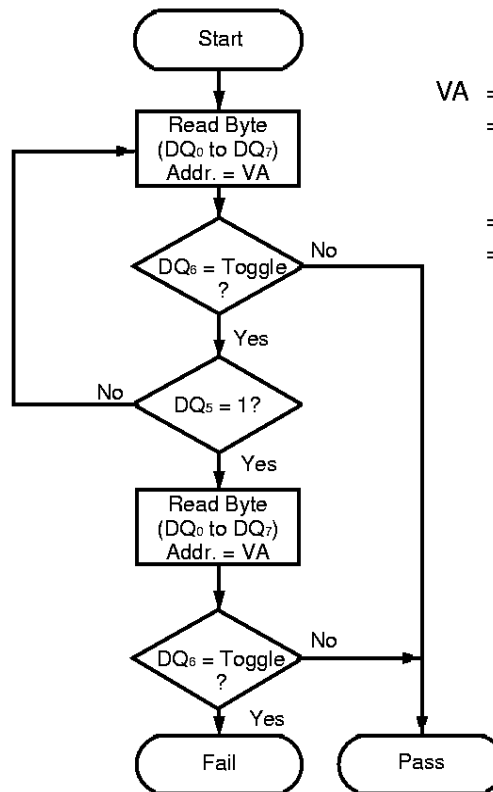 Start
VA =
=
=
=
Read Byte
(DQ₀ to DQ₇)
Addr. = VA
DQ₆ = Toggle
?
No
Yes
DQ₅ = 1?
No
Yes
Read Byte
(DQ₀ to DQ₇)
Addr. = VA
DQ₆ = Toggle
?
No
Yes
Fail
Pass